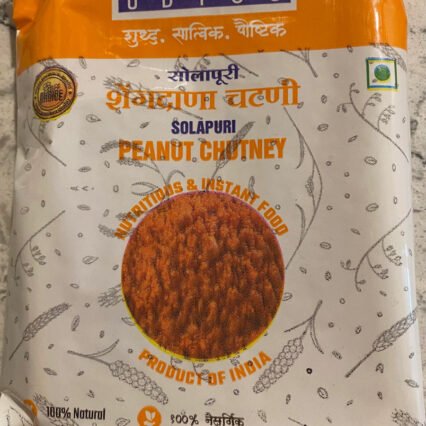 शुध्द. सात्विक. पौष्टिक
सोलापूरी
शेंगदाणा चटणी
SOLAPURI
PEANUT CHUTNEY
NUTRITIOUS & INSTANT FOOD
PRODUCT OF INDIA
100% Natural
१००% नैसर्गिक